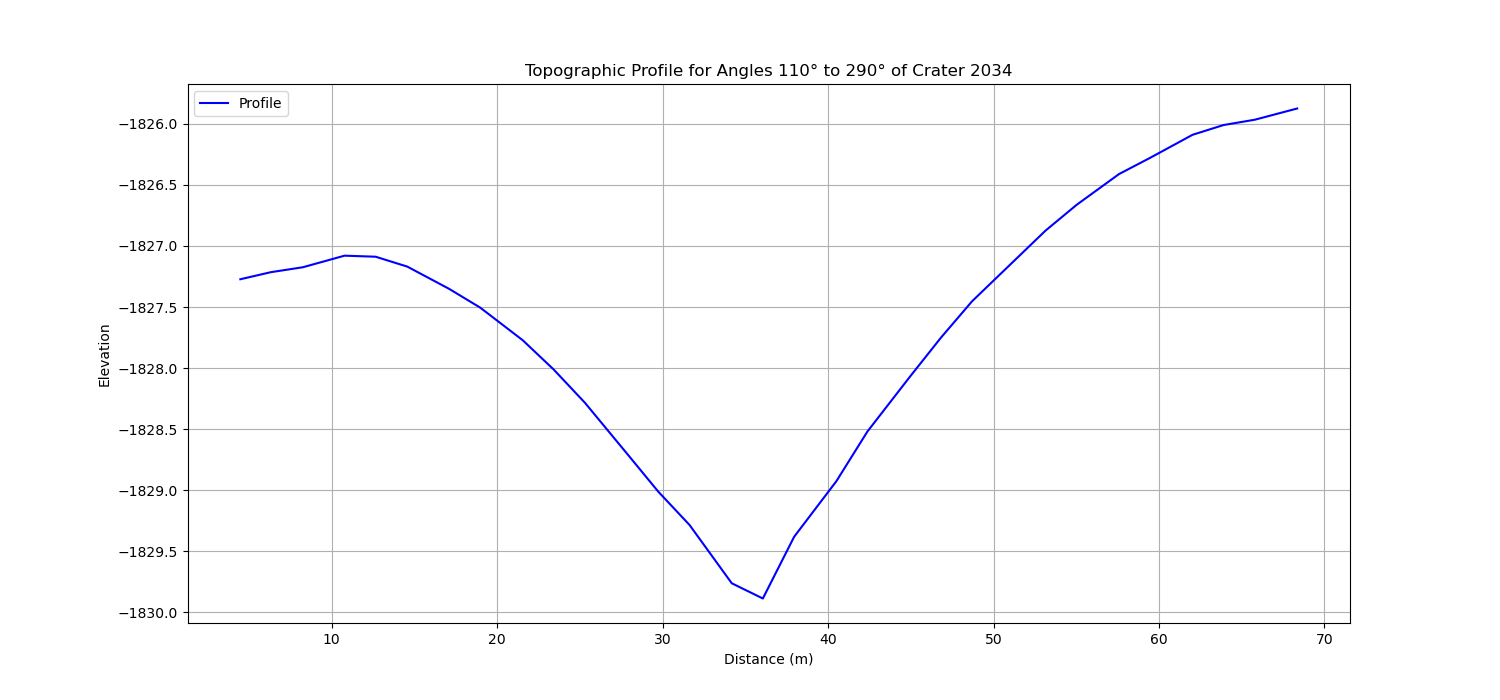 Topographic Profile for Angles 110° to 290° of Crater 2034
Profile
−1826.0
−1826.5
−1827.0
−1827.5
−1828.0
−1828.5
−1829.0
−1829.5
−1830.0
Elevation
10 20 30 40 50 60 70
Distance (m)